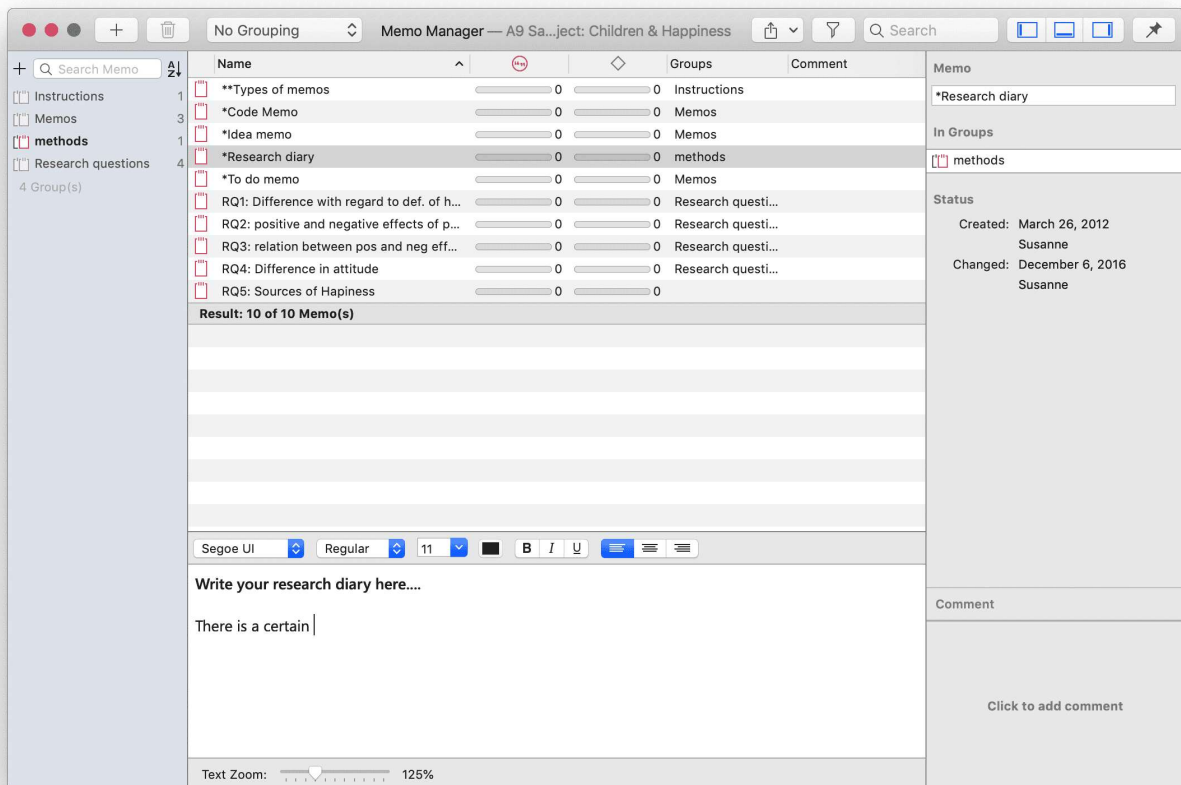 No Grouping
Memo Manager — A9 Sa...ject: Children & Happiness
Search
Search Memo
Instructions 1
Memos 3
methods 1
Research questions 4
4 Group(s)
Name Groups Comment
**Types of memos 0 0 Instructions
*Code Memo 0 0 Memos
*Idea memo 0 0 Memos
*Research diary 0 0 methods
*To do memo 0 0 Memos
RQ1: Difference with regard to def. of h... 0 0 Research questi...
RQ2: positive and negative effects of p... 0 0 Research questi...
RQ3: relation between pos and neg eff... 0 0 Research questi...
RQ4: Difference in attitude 0 0 Research questi...
RQ5: Sources of Hapiness 0 0
Result: 10 of 10 Memo(s)
Segoe UI Regular 11 B I U
Write your research diary here....
There is a certain
Text Zoom: 125%
Memo
*Research diary
In Groups
methods
Status
Created: March 26, 2012
Susanne
Changed: December 6, 2016
Susanne
Comment
Click to add comment